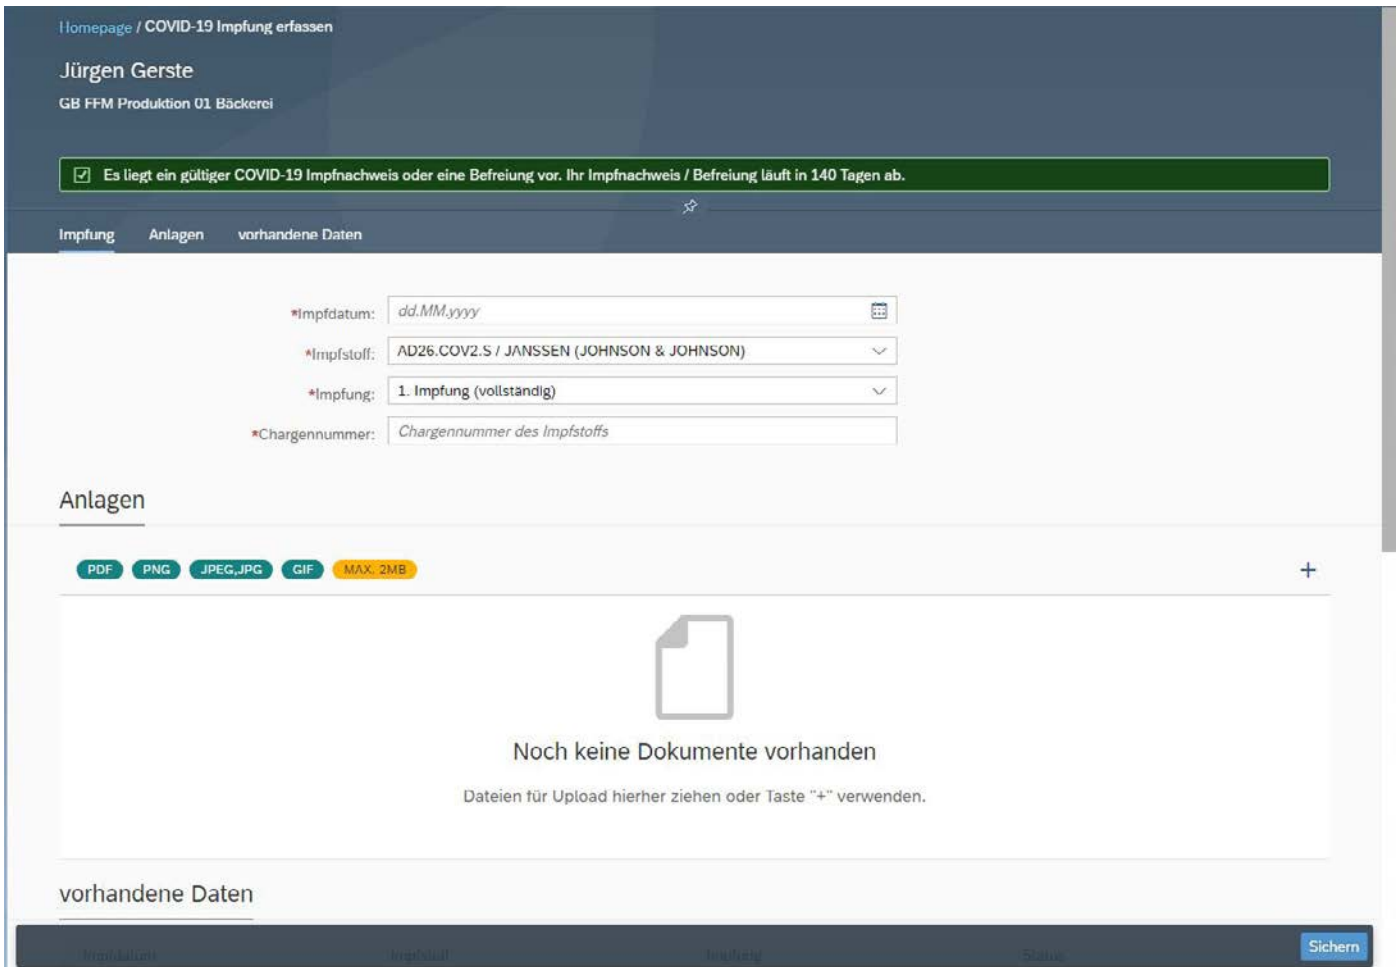 Homepage / COVID-19 Impfung erfassen
Jürgen Gerste
GB FFM Produktion 01 Bäckerei
Es liegt ein gültiger COVID-19 Impfnachweis oder eine Befreiung vor. Ihr Impfnachweis / Befreiung läuft in 140 Tagen ab.
Impfung Anlagen vorhandene Daten
*Impfdatum: dd.MM.yyyy
*Impfstoff: AD26.COV2.S / JANSSEN (JOHNSON & JOHNSON)
*Impfung: 1. Impfung (vollständig)
*Chargennummer: Chargennummer des Impfstoffs
Anlagen
PDF PNG JPEG,JPG GIF MAX. 2MB +
Noch keine Dokumente vorhanden
Dateien für Upload hierher ziehen oder Taste "+" verwenden.
vorhandene Daten
Impfdatum Impfstoff Impfung Status
Sichern